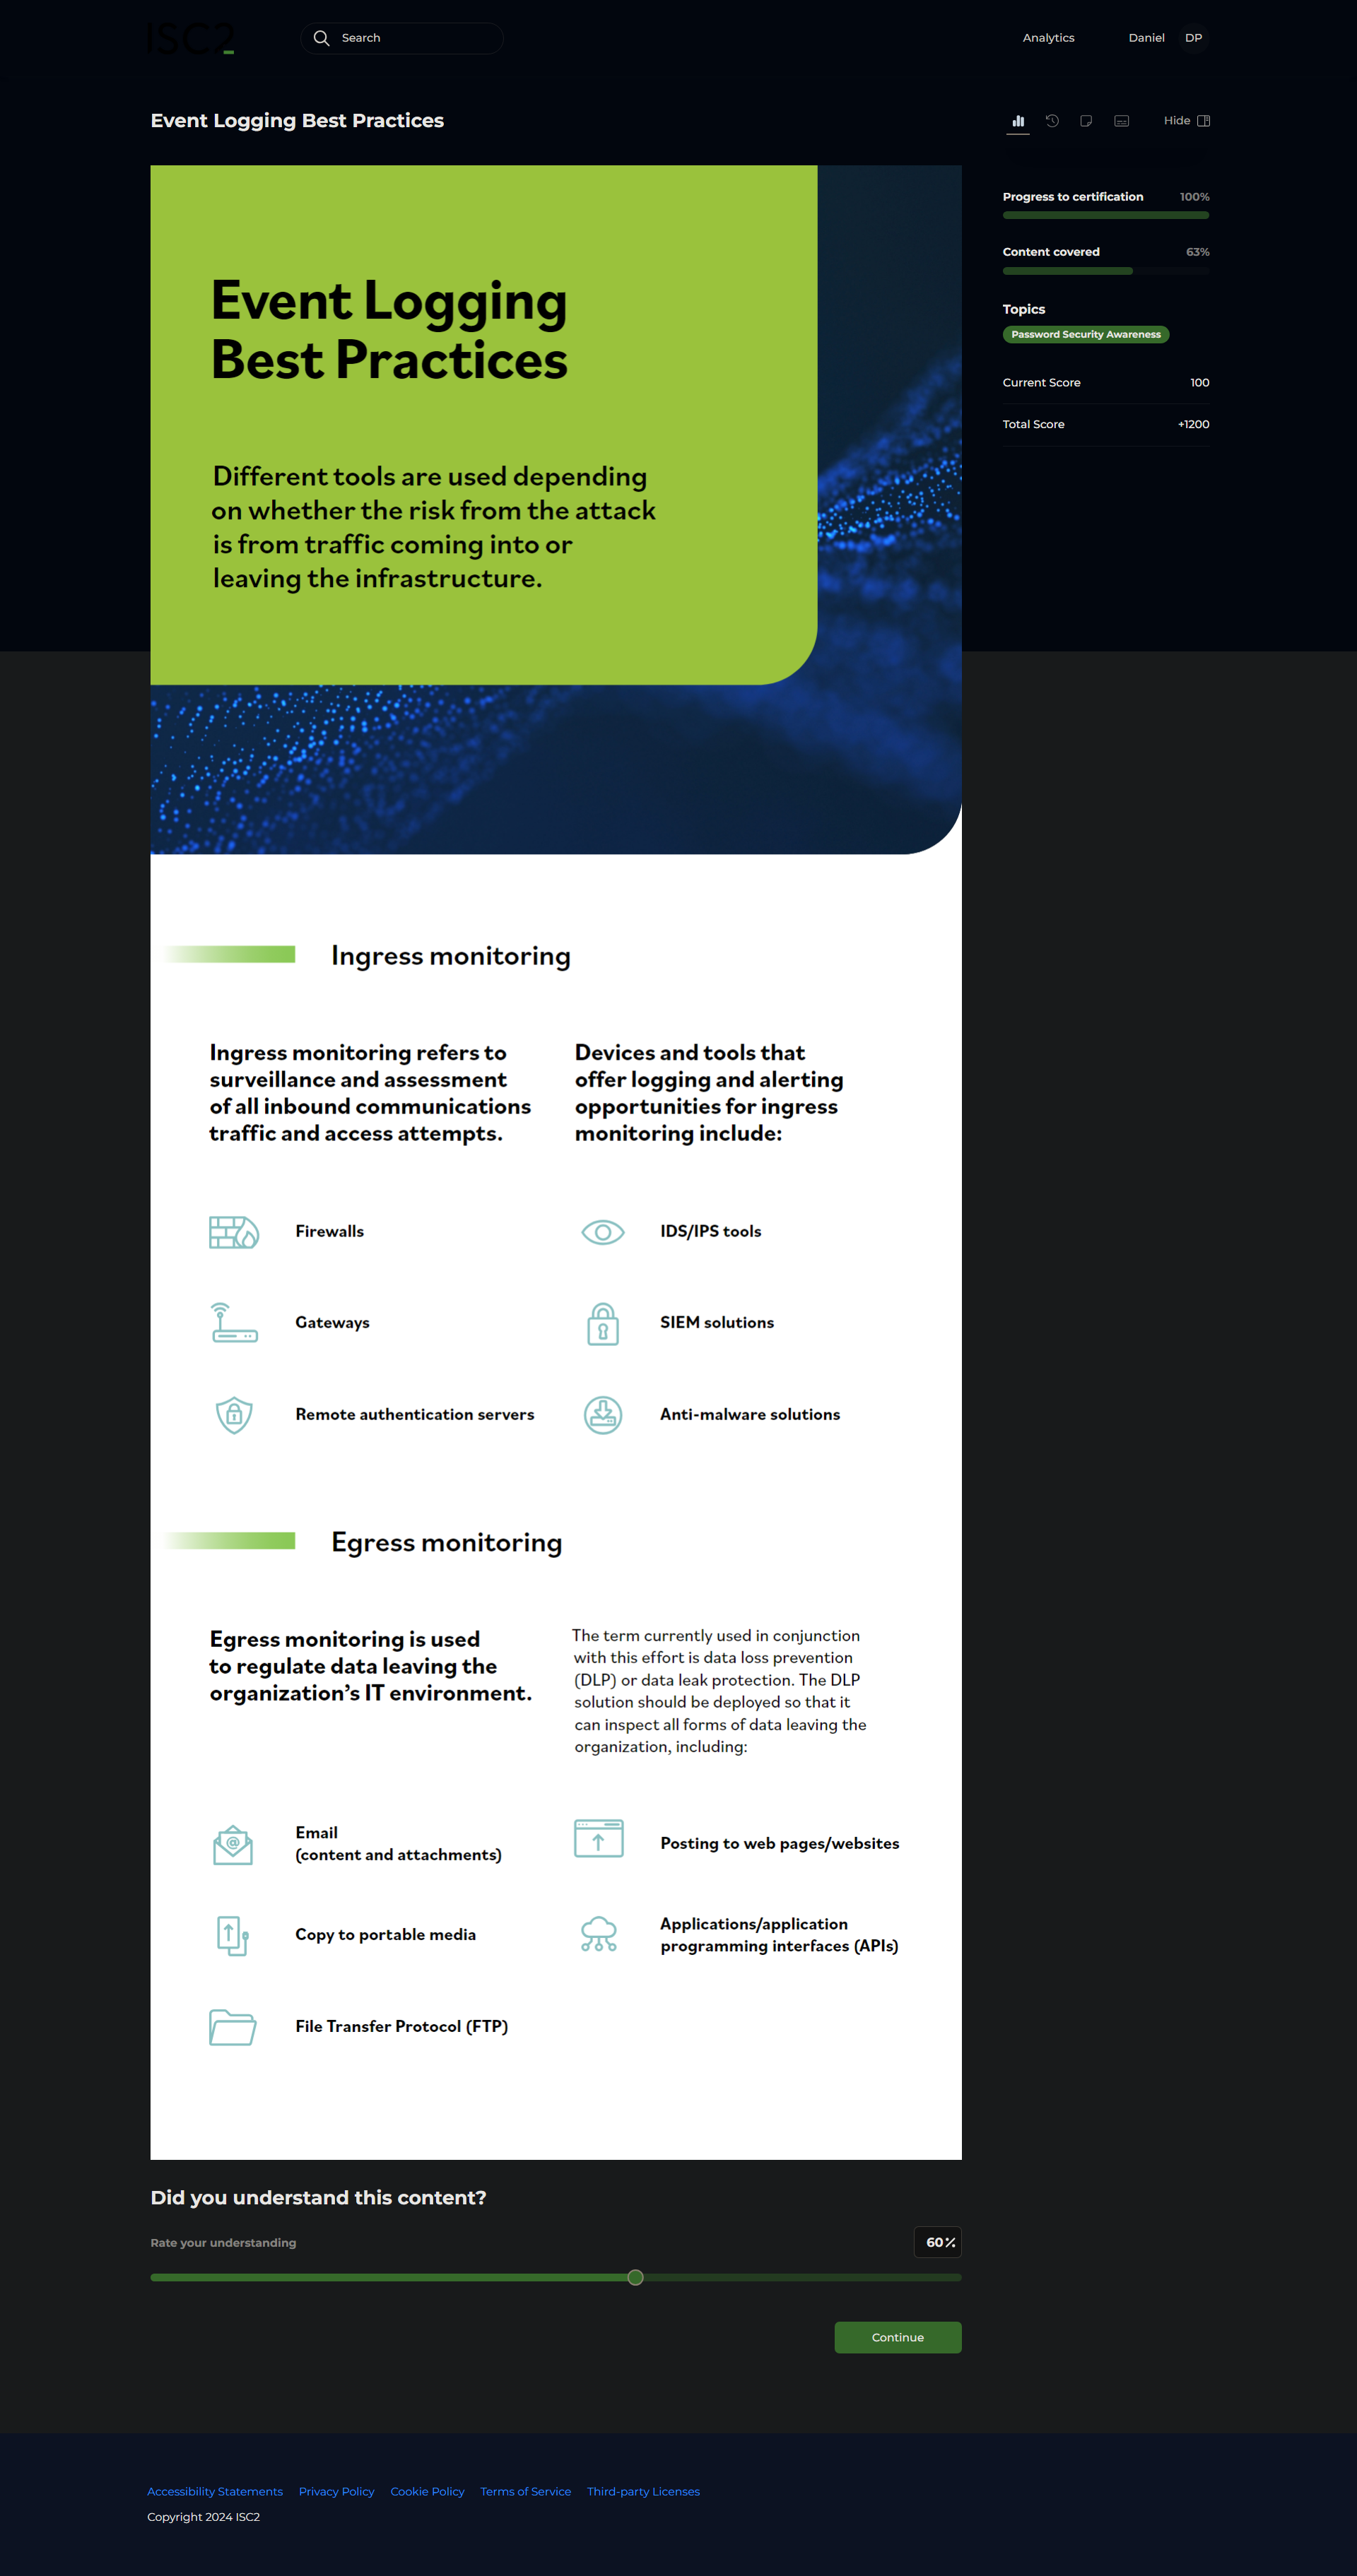 ISC2
Search
Analytics
Daniel
DP
Event Logging Best Practices
Hide
Event Logging
Best Practices
Different tools are used depending
on whether the risk from the attack
is from traffic coming into or
leaving the infrastructure.
Progress to certification 100%
Content covered 63%
Topics
Password Security Awareness
Current Score 100
Total Score +1200
Ingress monitoring
Ingress monitoring refers to
surveillance and assessment
of all inbound communications
traffic and access attempts.
Devices and tools that
offer logging and alerting
opportunities for ingress
monitoring include:
Firewalls
IDS/IPS tools
Gateways
SIEM solutions
Remote authentication servers
Anti-malware solutions
Egress monitoring
Egress monitoring is used
to regulate data leaving the
organization's IT environment.
The term currently used in conjunction
with this effort is data loss prevention
(DLP) or data leak protection. The DLP
solution should be deployed so that it
can inspect all forms of data leaving the
organization, including:
Email
(content and attachments)
Posting to web pages/websites
Copy to portable media
Applications/application
programming interfaces (APIs)
File Transfer Protocol (FTP)
Did you understand this content?
Rate your understanding
60%
Continue
Accessibility Statements Privacy Policy Cookie Policy Terms of Service Third-party Licenses
Copyright 2024 ISC2